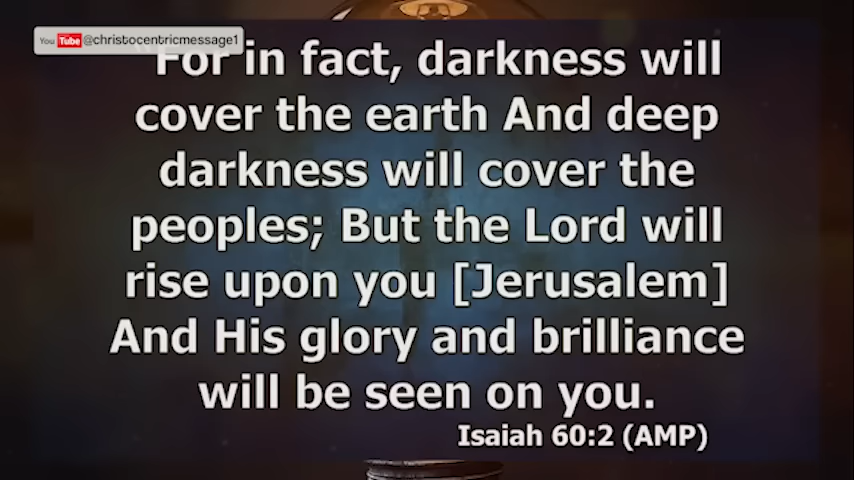 You Tube @christocentricmessage1
"For in fact, darkness will
cover the earth And deep
darkness will cover the
peoples; But the Lord will
rise upon you [Jerusalem]
And His glory and brilliance
will be seen on you.
Isaiah 60:2 (AMP)